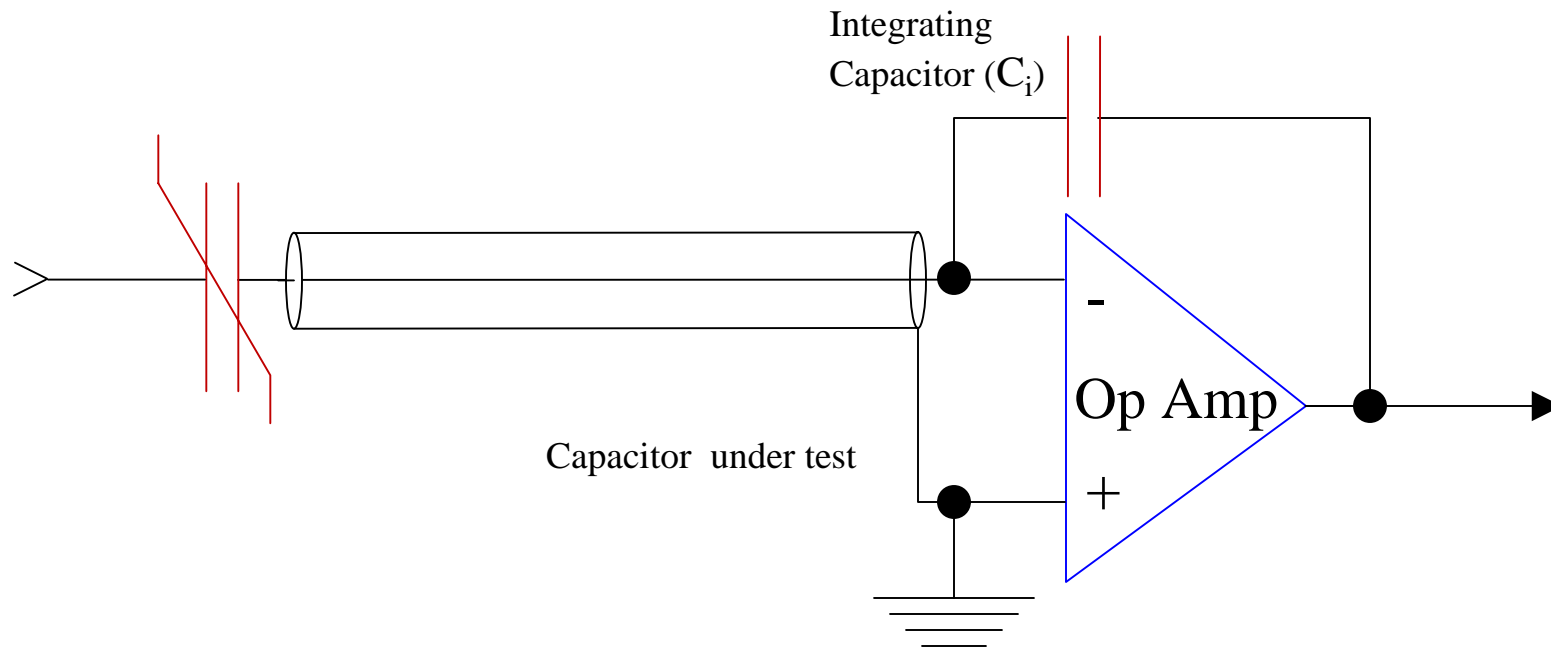 Integrating
Capacitor (Ci)
-
Op Amp
Capacitor under test
+